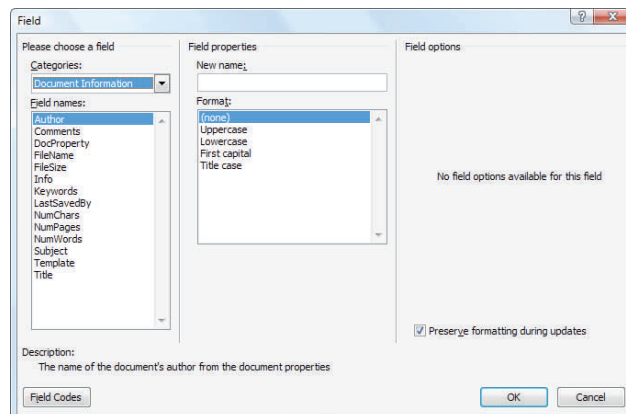 Field
Please choose a field
Categories:
Document Information
Field names:
Author
Comments
DocProperty
FileName
FileSize
Info
Keywords
LastSavedBy
NumChars
NumPages
NumWords
Subject
Template
Title
Field properties
New name:
Format:
(none)
Uppercase
Lowercase
First capital
Title case
Field options
No field options available for this field
Preserve formatting during updates
Description:
The name of the document's author from the document properties
Field Codes
OK
Cancel